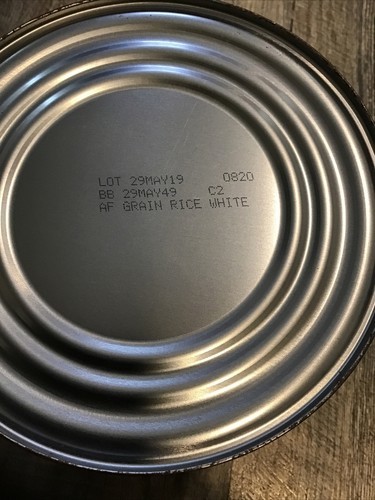 LOT 29MAY19 0820
BB 29MAY49 C2
AF GRAIN RICE WHITE